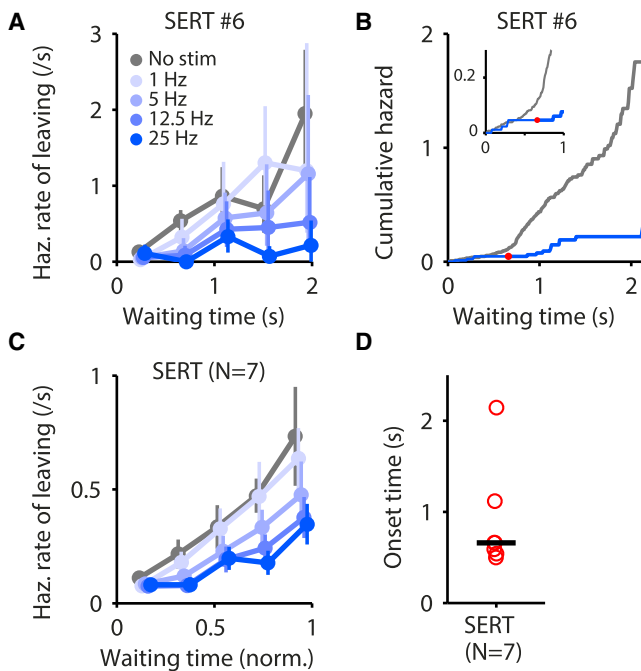 A
SERT #6
Haz. rate of leaving (/s)
3
2
1
0
No stim
1 Hz
5 Hz
12.5 Hz
25 Hz
0 1 2
Waiting time (s)
B
SERT #6
Cumulative hazard
2
1
0
0.2
0
0 1
0 1 2
Waiting time (s)
C
SERT (N=7)
Haz. rate of leaving (/s)
1
0.5
0
0 0.5 1
Waiting time (norm.)
D
Onset time (s)
2
1
0
SERT
(N=7)